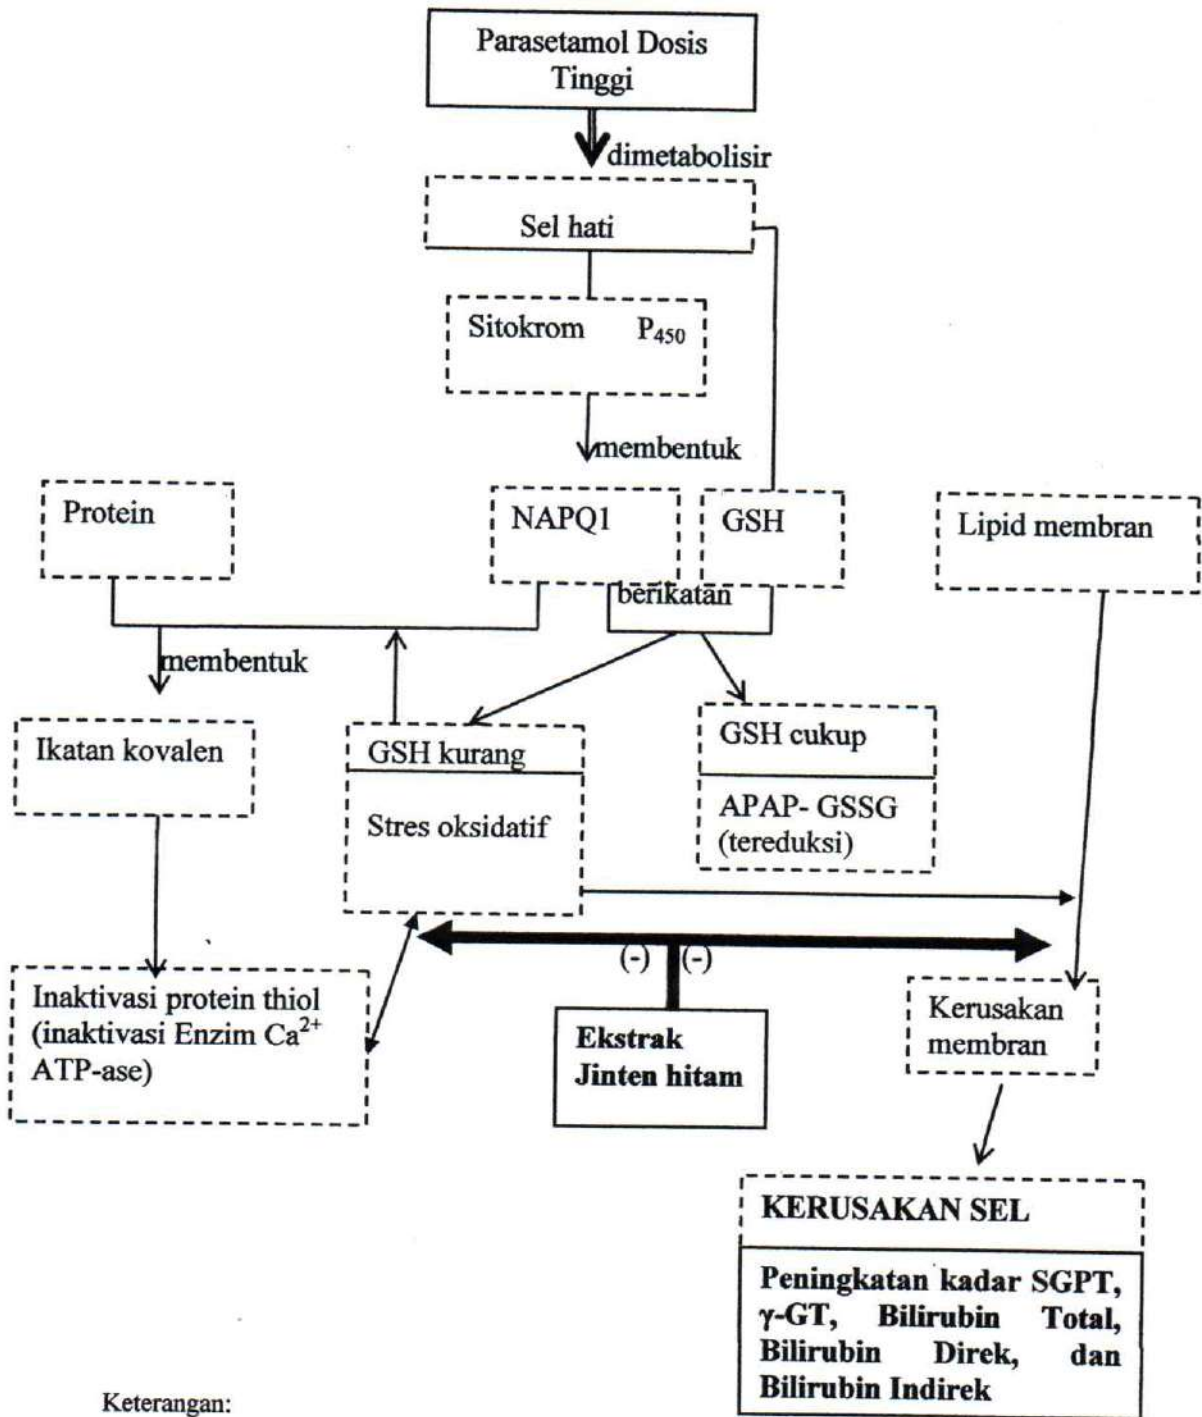 Parasetamol Dosis
Tinggi
dimetabolisir
Sel hati
Sitokrom P₄₅₀
membentuk
Protein
NAPQ1
GSH
Lipid membran
berikatan
membentuk
Ikatan kovalen
GSH kurang
Stres oksidatif
GSH cukup
APAP- GSSG
(tereduksi)
(-) (-)
Inaktivasi protein thiol
(inaktivasi Enzim Ca²⁺
ATP-ase)
Ekstrak
Jinten hitam
Kerusakan
membran
KERUSAKAN SEL
Peningkatan kadar SGPT,
γ-GT, Bilirubin Total,
Bilirubin Direk, dan
Bilirubin Indirek
Keterangan: